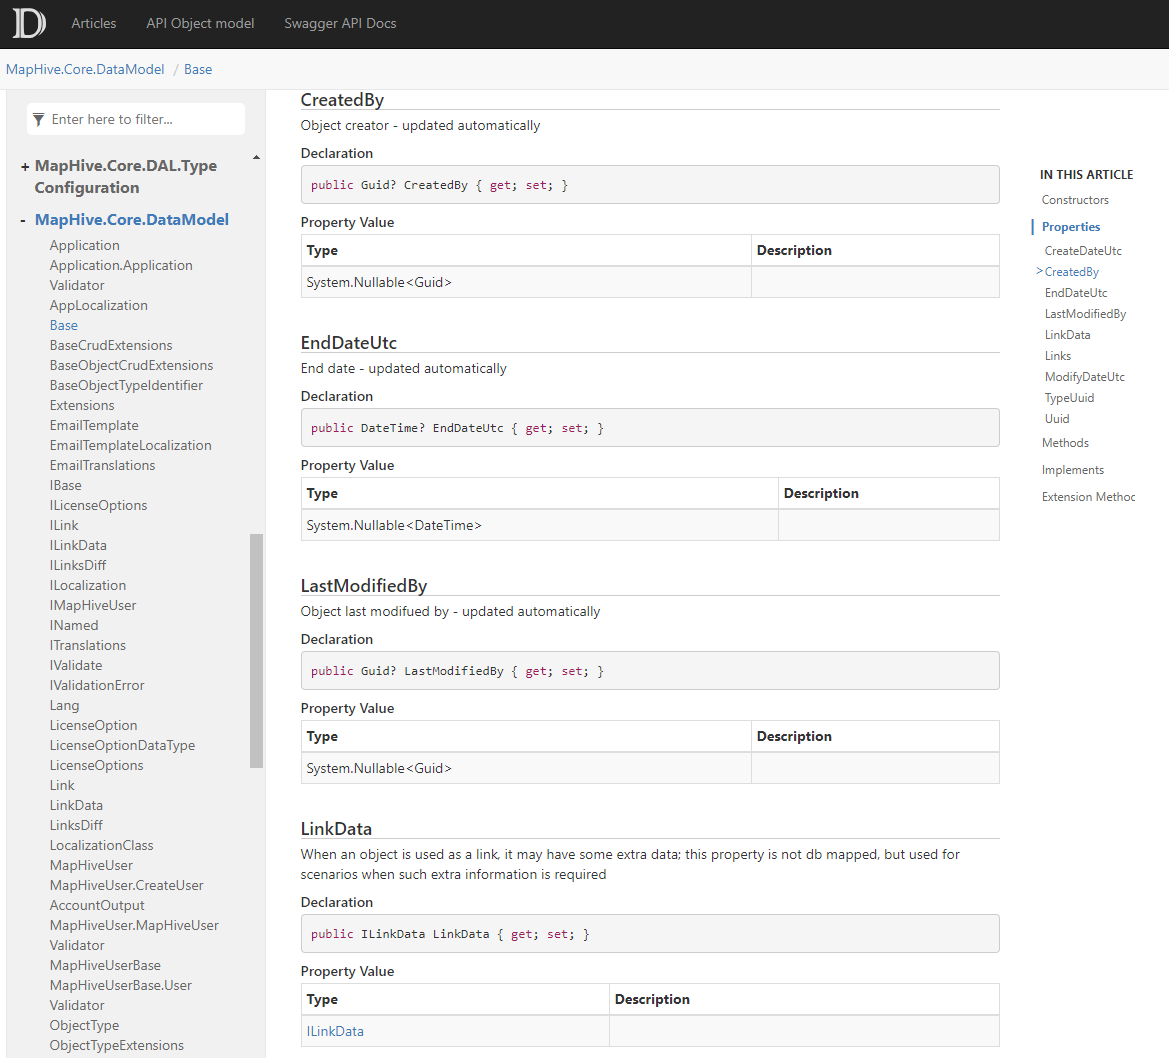 Articles API Object model Swagger API Docs
MapHive.Core.DataModel / Base
Enter here to filter...
+ MapHive.Core.DAL.Type
Configuration
- MapHive.Core.DataModel
Application
Application.Application
Validator
AppLocalization
Base
BaseCrudExtensions
BaseObjectCrudExtensions
BaseObjectTypeIdentifier
Extensions
EmailTemplate
EmailTemplateLocalization
EmailTranslations
IBase
ILicenseOptions
ILink
ILinkData
ILinksDiff
ILocalization
IMapHiveUser
INamed
ITranslations
IValidate
IValidationError
Lang
LicenseOption
LicenseOptionDataType
LicenseOptions
Link
LinkData
LinksDiff
LocalizationClass
MapHiveUser
MapHiveUser.CreateUser
AccountOutput
MapHiveUser.MapHiveUser
Validator
MapHiveUserBase
MapHiveUserBase.User
Validator
ObjectType
ObjectTypeExtensions
CreatedBy
Object creator - updated automatically
Declaration
public Guid? CreatedBy { get; set; }
Property Value
Type Description
System.Nullable<Guid>
EndDateUtc
End date - updated automatically
Declaration
public DateTime? EndDateUtc { get; set; }
Property Value
Type Description
System.Nullable<DateTime>
LastModifiedBy
Object last modifued by - updated automatically
Declaration
public Guid? LastModifiedBy { get; set; }
Property Value
Type Description
System.Nullable<Guid>
LinkData
When an object is used as a link, it may have some extra data; this property is not db mapped, but used for
scenarios when such extra information is required
Declaration
public ILinkData LinkData { get; set; }
Property Value
Type Description
ILinkData
IN THIS ARTICLE
Constructors
Properties
CreateDateUtc
>CreatedBy
EndDateUtc
LastModifiedBy
LinkData
Links
ModifyDateUtc
TypeUuid
Uuid
Methods
Implements
Extension Methoc